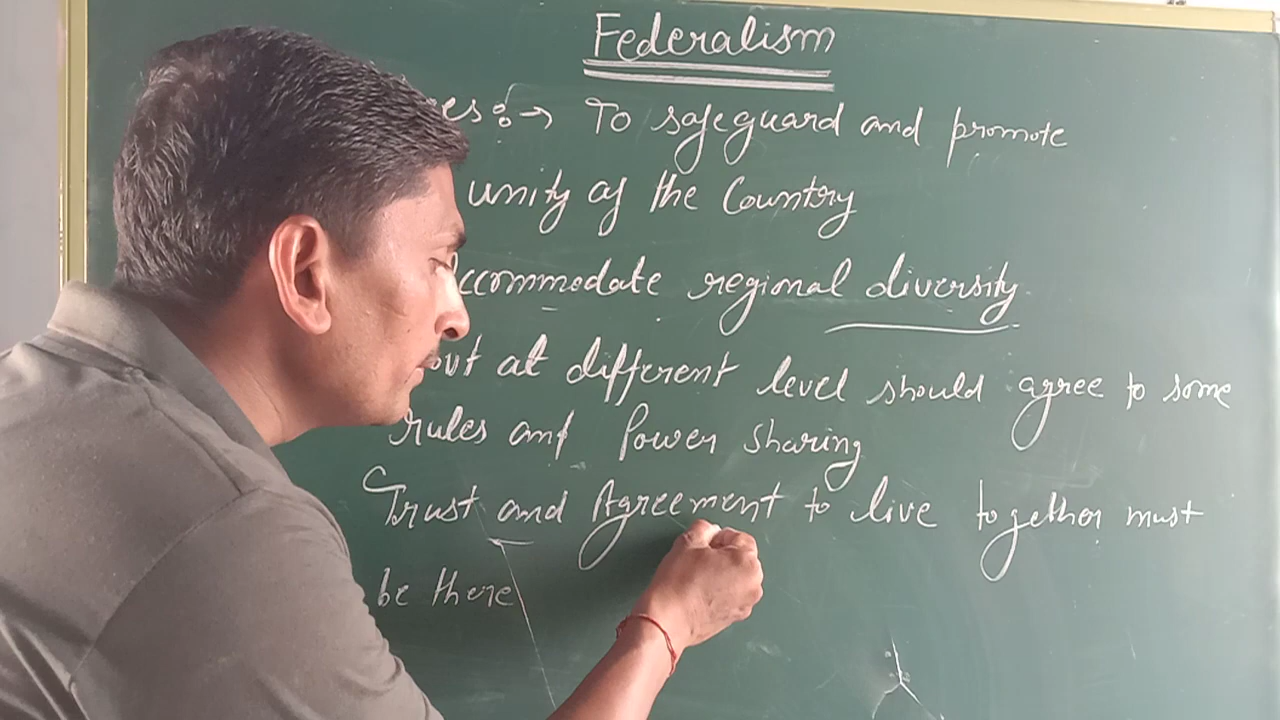 Federalism
es:→ To safeguard and promote
unity of the Country
ccommodate regional diversity
out at different level should agree to some
rules and Power sharing
Trust and Agreement to live together must
be there